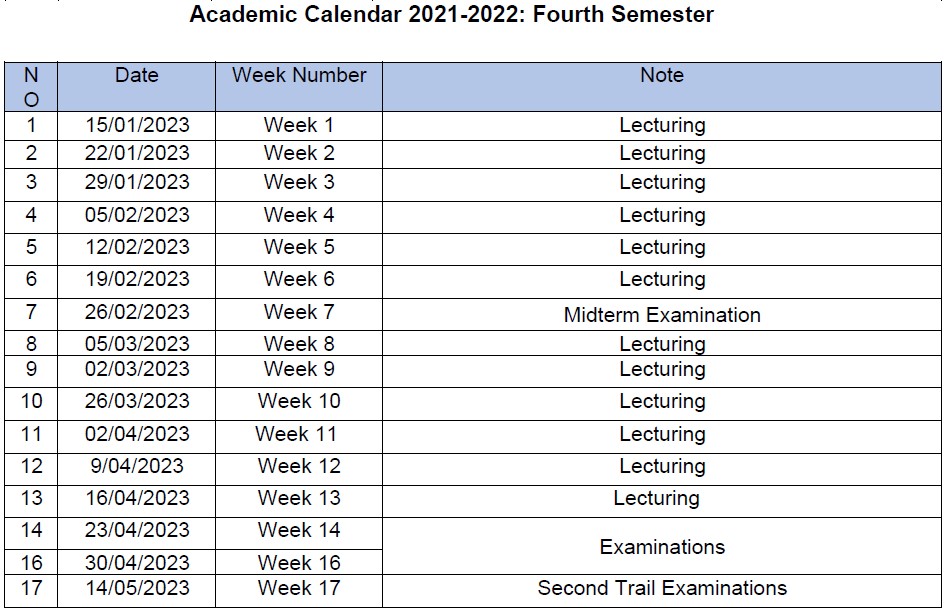 Academic Calendar 2021-2022: Fourth Semester
N
O Date Week Number Note
1 15/01/2023 Week 1 Lecturing
2 22/01/2023 Week 2 Lecturing
3 29/01/2023 Week 3 Lecturing
4 05/02/2023 Week 4 Lecturing
5 12/02/2023 Week 5 Lecturing
6 19/02/2023 Week 6 Lecturing
7 26/02/2023 Week 7 Midterm Examination
8 05/03/2023 Week 8 Lecturing
9 02/03/2023 Week 9 Lecturing
10 26/03/2023 Week 10 Lecturing
11 02/04/2023 Week 11 Lecturing
12 9/04/2023 Week 12 Lecturing
13 16/04/2023 Week 13 Lecturing
14 23/04/2023 Week 14 Examinations
16 30/04/2023 Week 16
17 14/05/2023 Week 17 Second Trail Examinations